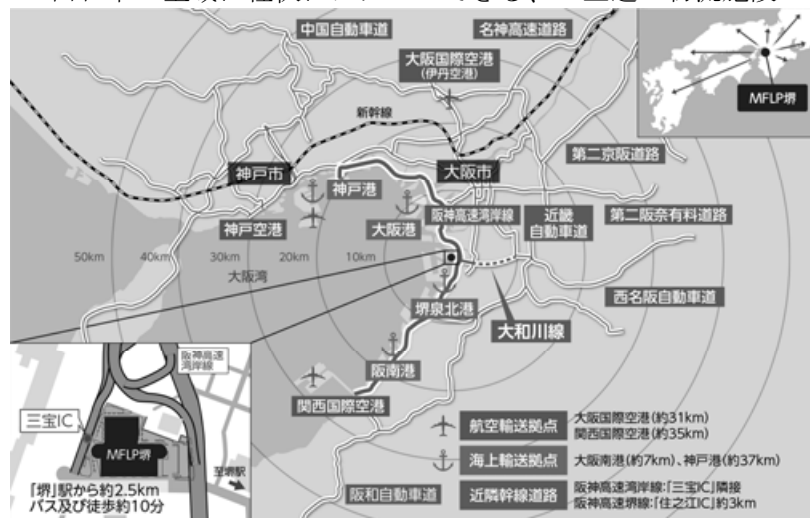 中国自動車道
名神高速道路
大阪国際空港
(伊丹空港)
MFLP堺
新幹線
第二京阪道路
神戸市
大阪市
神戸港
神戸空港
大阪港
阪神高速湾岸線
近畿
自動車道
第二阪奈有料道路
50km
40km
30km
20km
10km
大阪湾
西名阪自動車道
堺泉北港
大和川線
阪神高速
湾岸線
阪南港
関西国際空港
三宝IC
MFLP堺
至堺駅
「堺」駅から約2.5km
バス及び徒歩約10分
阪和自動車道
航空輸送拠点
大阪国際空港(約31km)
関西国際空港(約35km)
海上輸送拠点
大阪南港(約7km)、神戸港(約37km)
近隣幹線道路
阪神高速湾岸線:「三宝IC」隣接
阪神高速堺線:「住之江IC」約3km